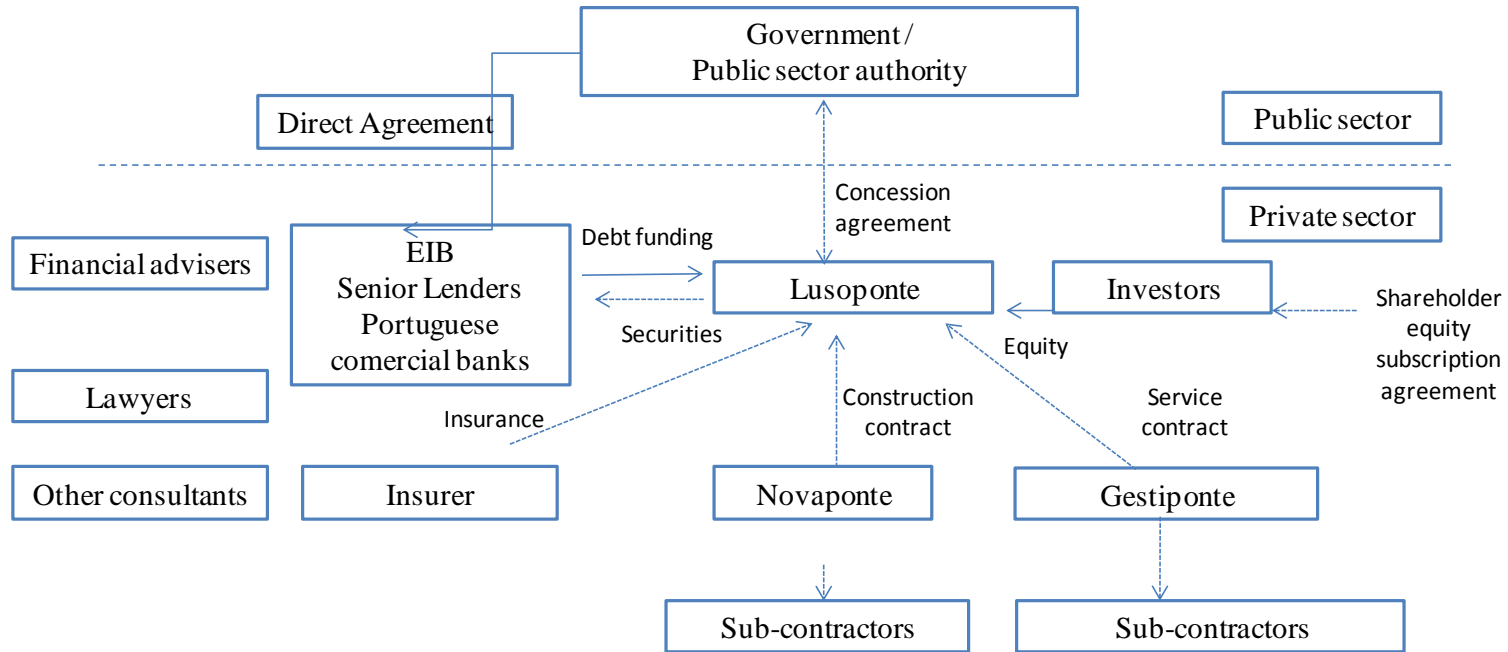 Government /
Public sector authority
Direct Agreement
Public sector
Concession
agreement
Private sector
Financial advisers
EIB
Senior Lenders
Portuguese
comercial banks
Debt funding
Lusoponte
Investors
Securities
Equity
Shareholder
equity
subscription
agreement
Lawyers
Insurance
Construction
contract
Service
contract
Other consultants
Insurer
Novaponte
Gestiponte
Sub-contractors
Sub-contractors